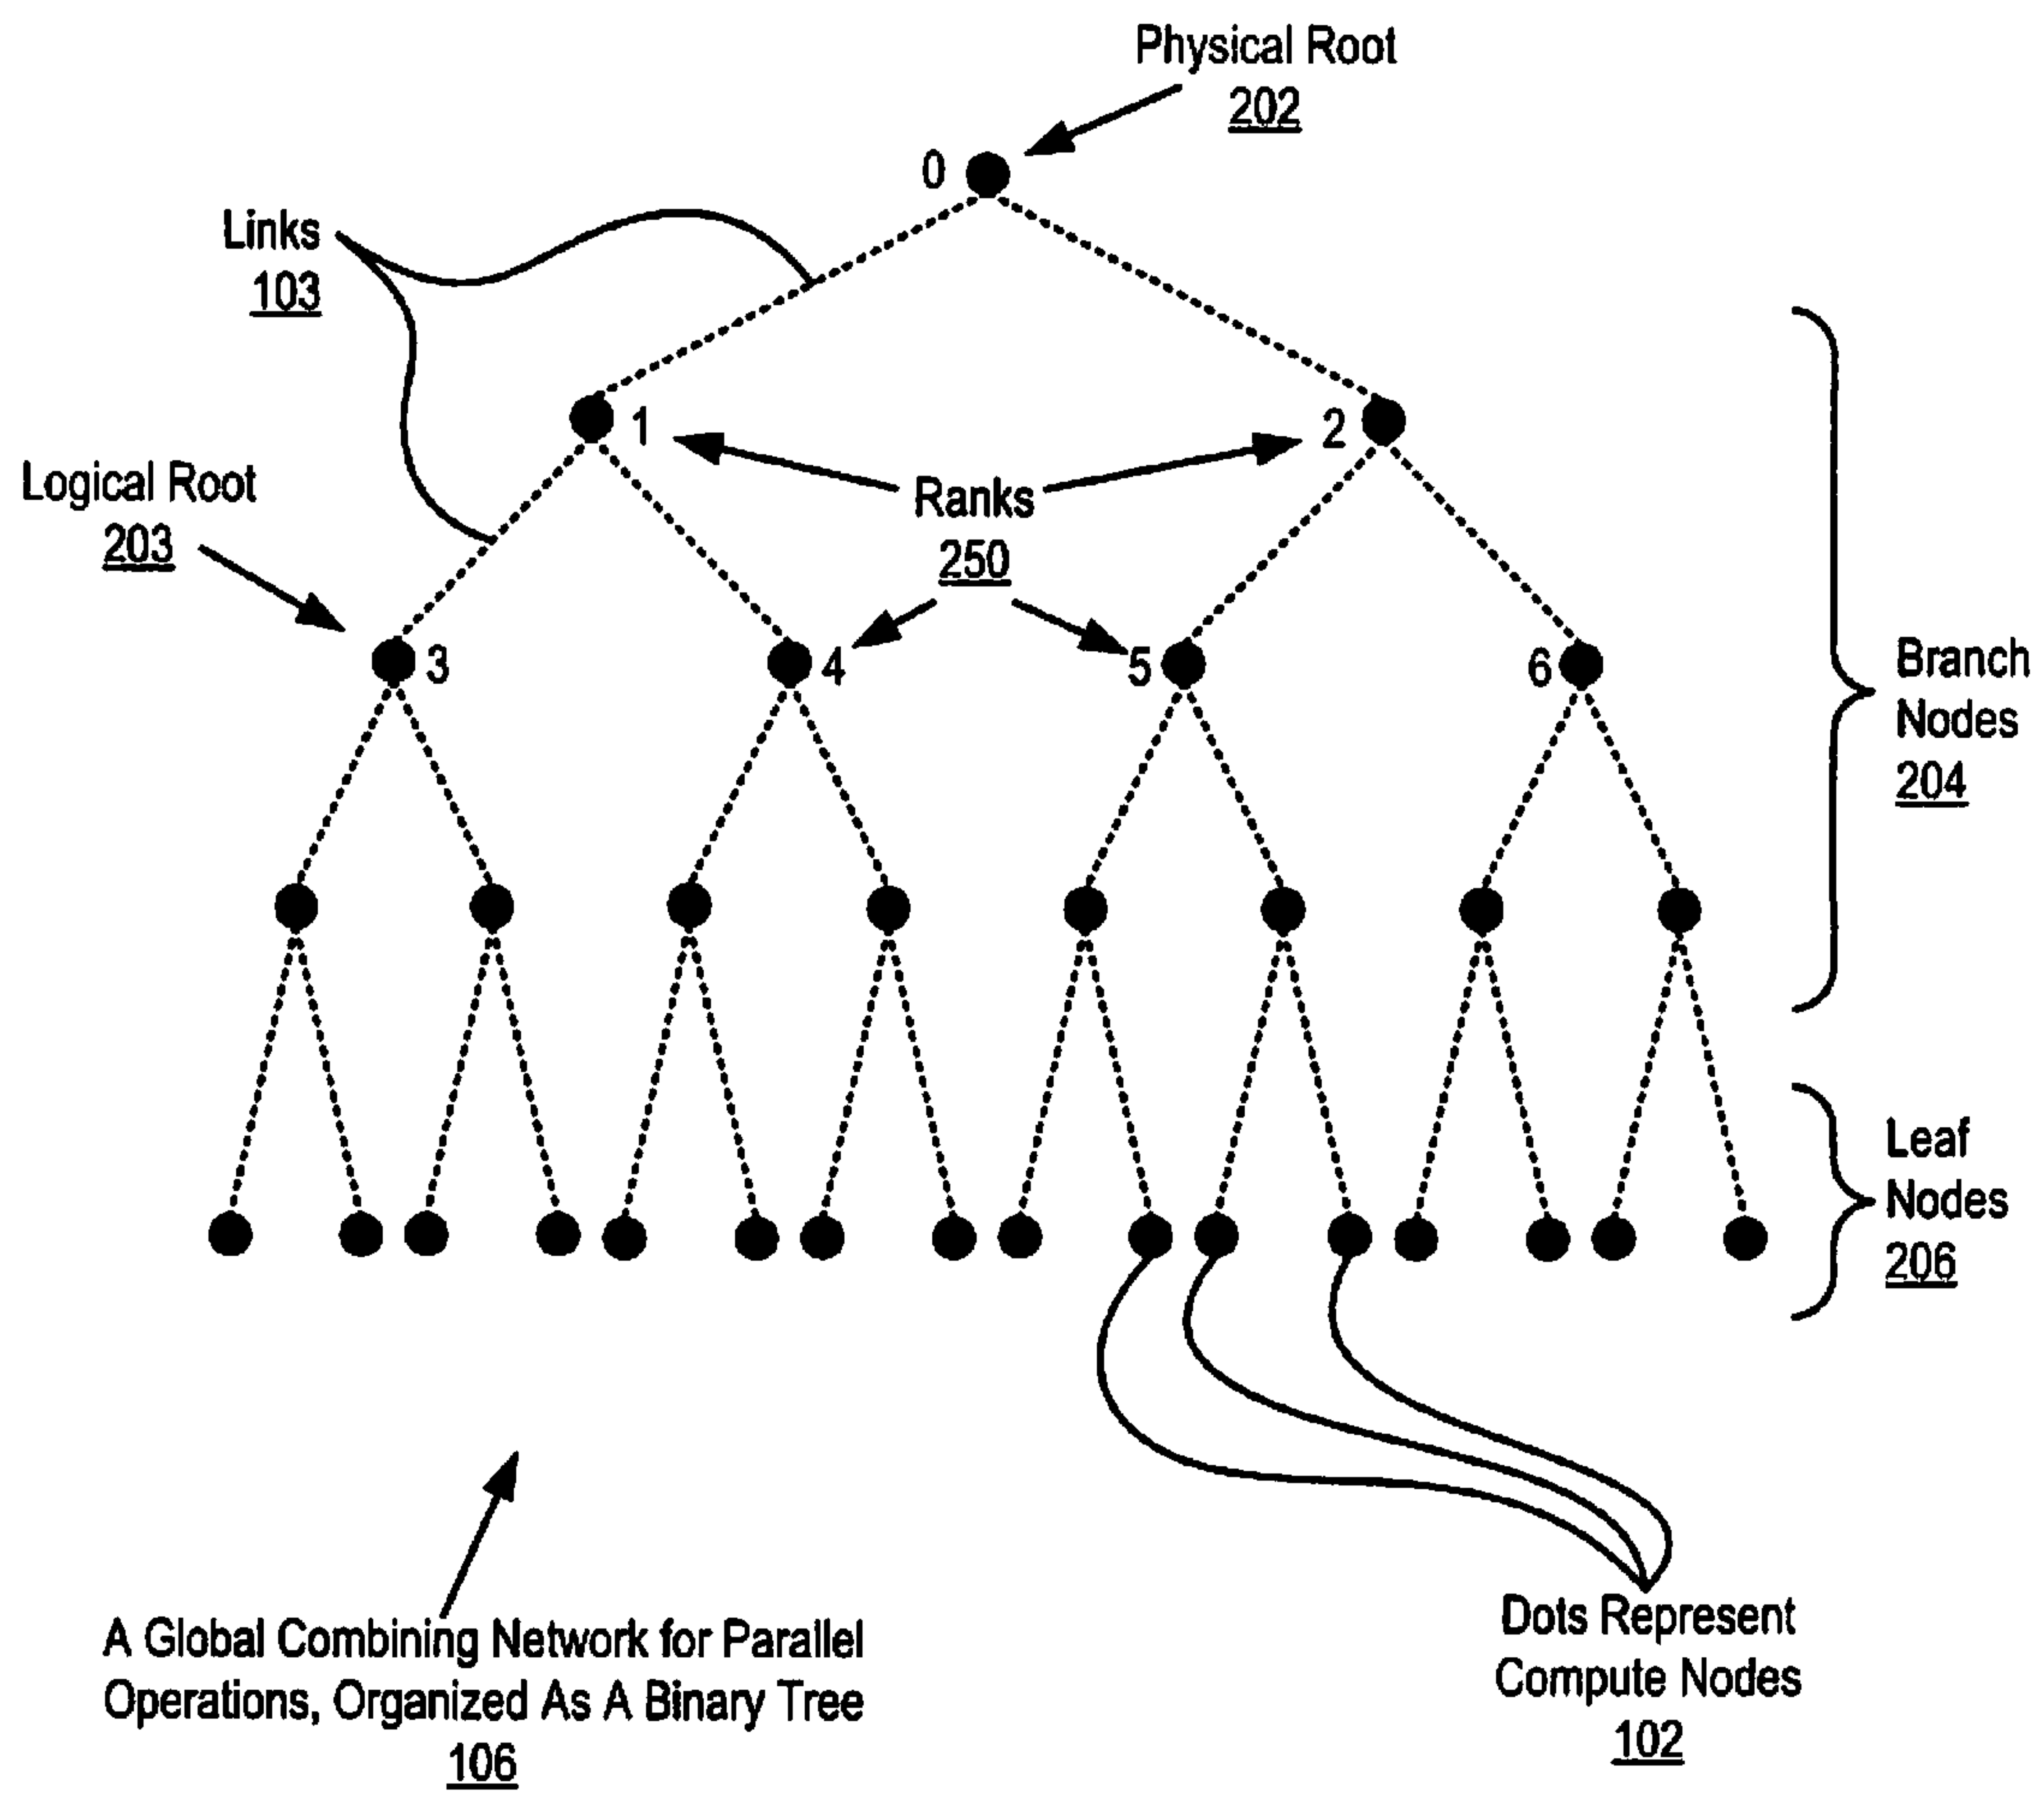 Physical Root
202
0
Links
103
1
2
Logical Root
203
Ranks
250
3
4
5
6
Branch
Nodes
204
Leaf
Nodes
206
A Global Combining Network for Parallel
Operations, Organized As A Binary Tree
106
Dots Represent
Compute Nodes
102